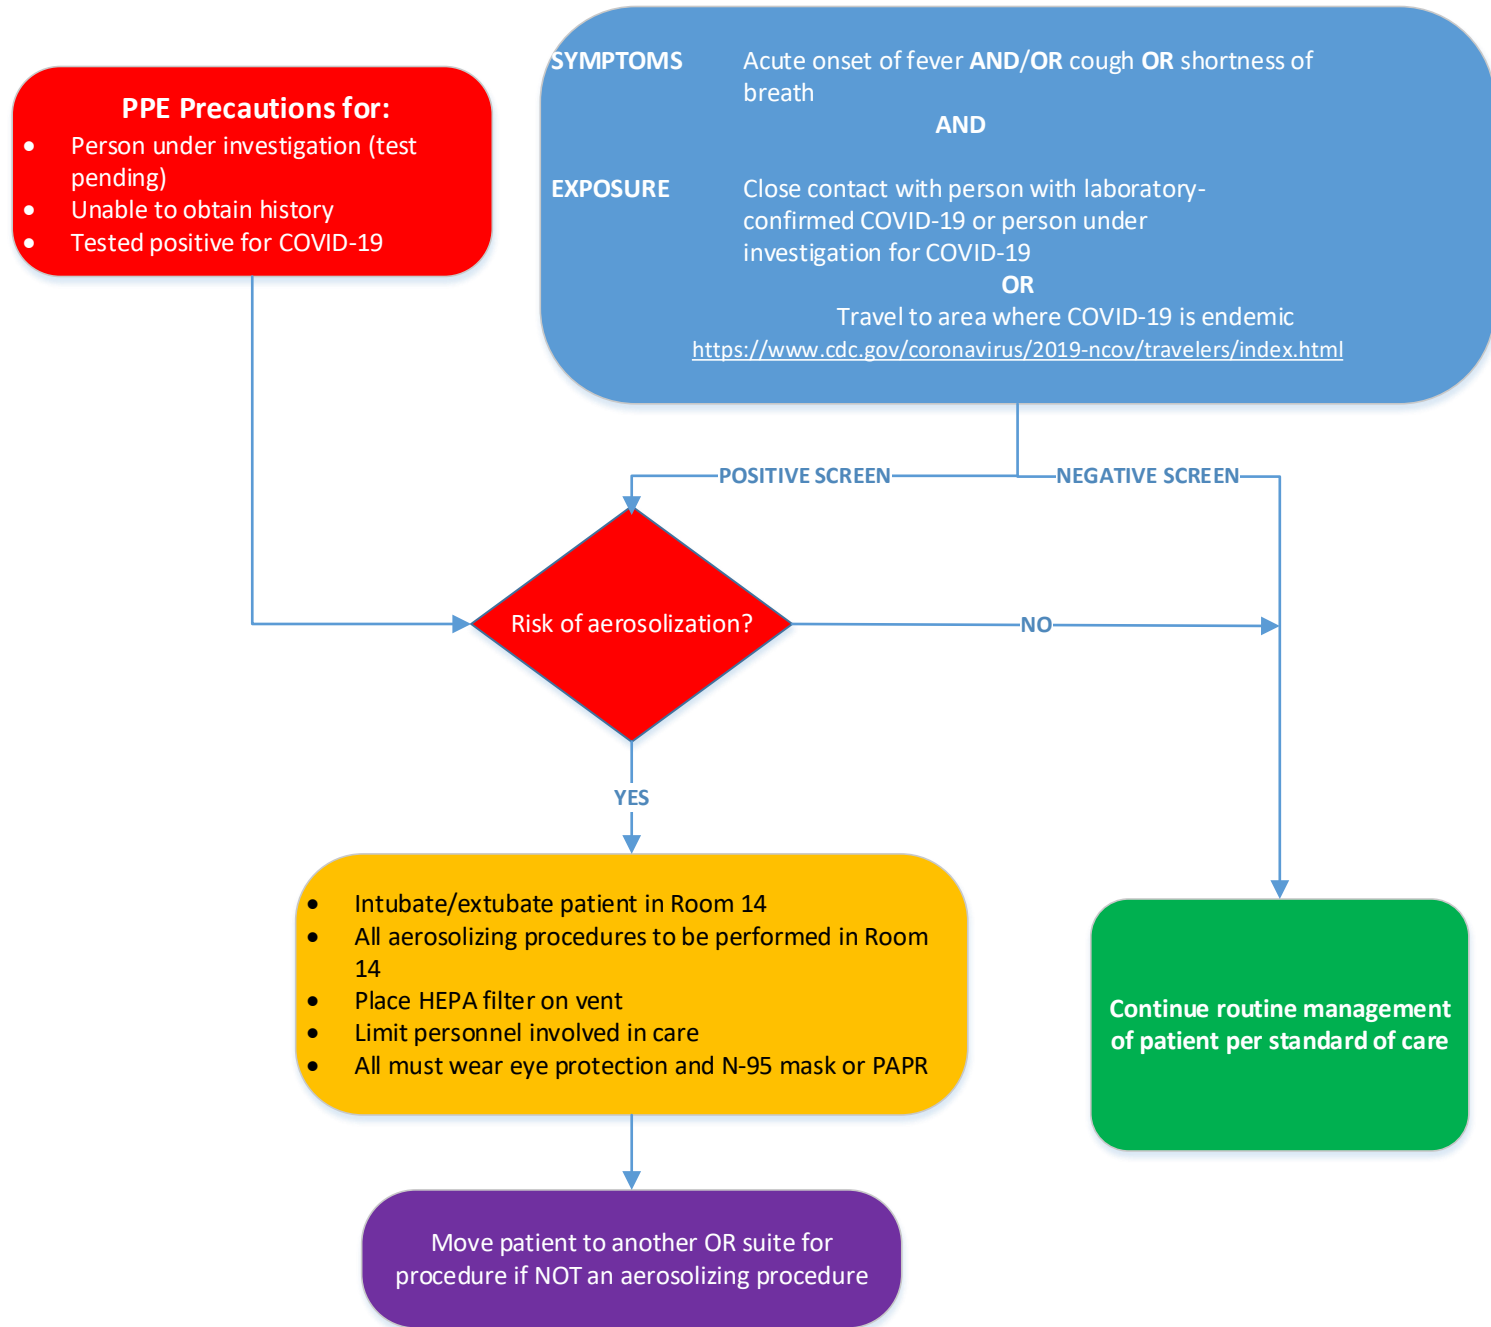 PPE Precautions for:
• Person under investigation (test
pending)
• Unable to obtain history
• Tested positive for COVID-19
SYMPTOMS Acute onset of fever AND/OR cough OR shortness of
breath
AND
EXPOSURE Close contact with person with laboratory-
confirmed COVID-19 or person under
investigation for COVID-19
OR
Travel to area where COVID-19 is endemic
https://www.cdc.gov/coronavirus/2019-ncov/travelers/index.html
POSITIVE SCREEN
NEGATIVE SCREEN
Risk of aerosolization?
NO
YES
• Intubate/extubate patient in Room 14
• All aerosolizing procedures to be performed in Room
14
• Place HEPA filter on vent
• Limit personnel involved in care
• All must wear eye protection and N-95 mask or PAPR
Continue routine management
of patient per standard of care
Move patient to another OR suite for
procedure if NOT an aerosolizing procedure